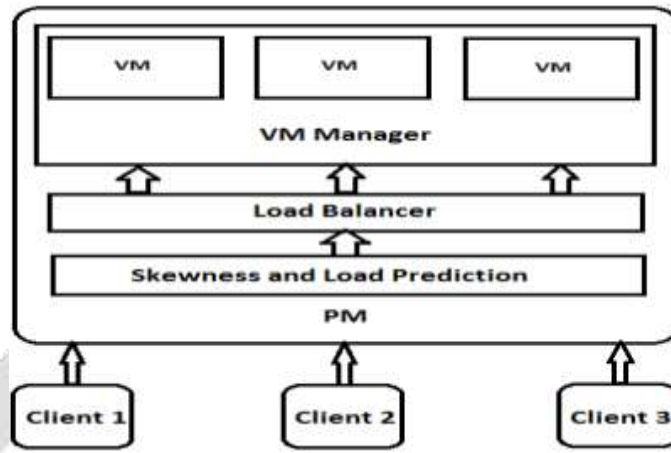 VM VM VM
VM Manager
Load Balancer
Skewness and Load Prediction
PM
Client 1 Client 2 Client 3